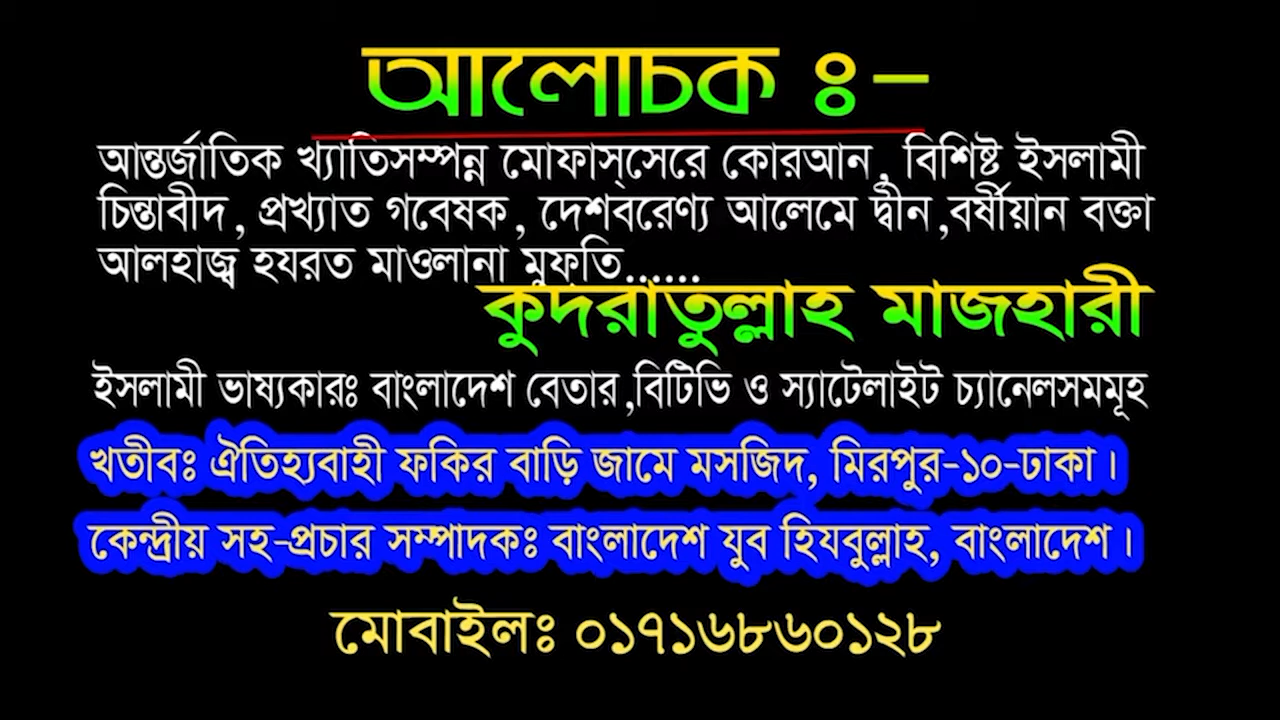 আলোচক ঃ-
আন্তর্জাতিক খ্যাতিসম্পন্ন মোফাস্সেরে কোরআন, বিশিষ্ট ইসলামী
চিন্তাবীদ, প্রখ্যাত গবেষক, দেশবরেণ্য আলেমে দ্বীন,বর্ষীয়ান বক্তা
আলহাজ্ব হযরত মাওলানা মুফ্তি......
কুদরাতুল্লাহ মাজহারী
ইসলামী ভাষ্যকারঃ বাংলাদেশ বেতার,বিটিভি ও স্যাটেলাইট চ্যানেলসমমূহ
খতীবঃ ঐতিহ্যবাহী ফকির বাড়ি জামে মসজিদ, মিরপুর-১০-ঢাকা।
কেন্দ্রীয় সহ-প্রচার সম্পাদকঃ বাংলাদেশ যুব হিযবুল্লাহ, বাংলাদেশ।
মোবাইলঃ ০১৭১৬৮৬০১২৮